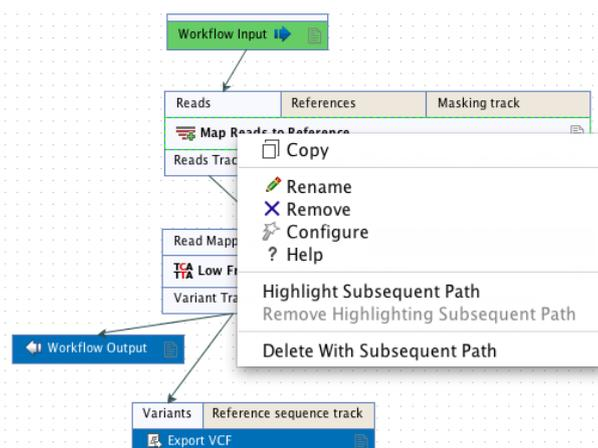 Workflow Input
Reads References Masking track
Map Reads to Reference
Reads Trac
Copy
Rename
Remove
Configure
? Help
Highlight Subsequent Path
Remove Highlighting Subsequent Path
Delete With Subsequent Path
Read Mapp
TCA
TTA
Low Fr
Variant Tra
Workflow Output
Variants Reference sequence track
Export VCF